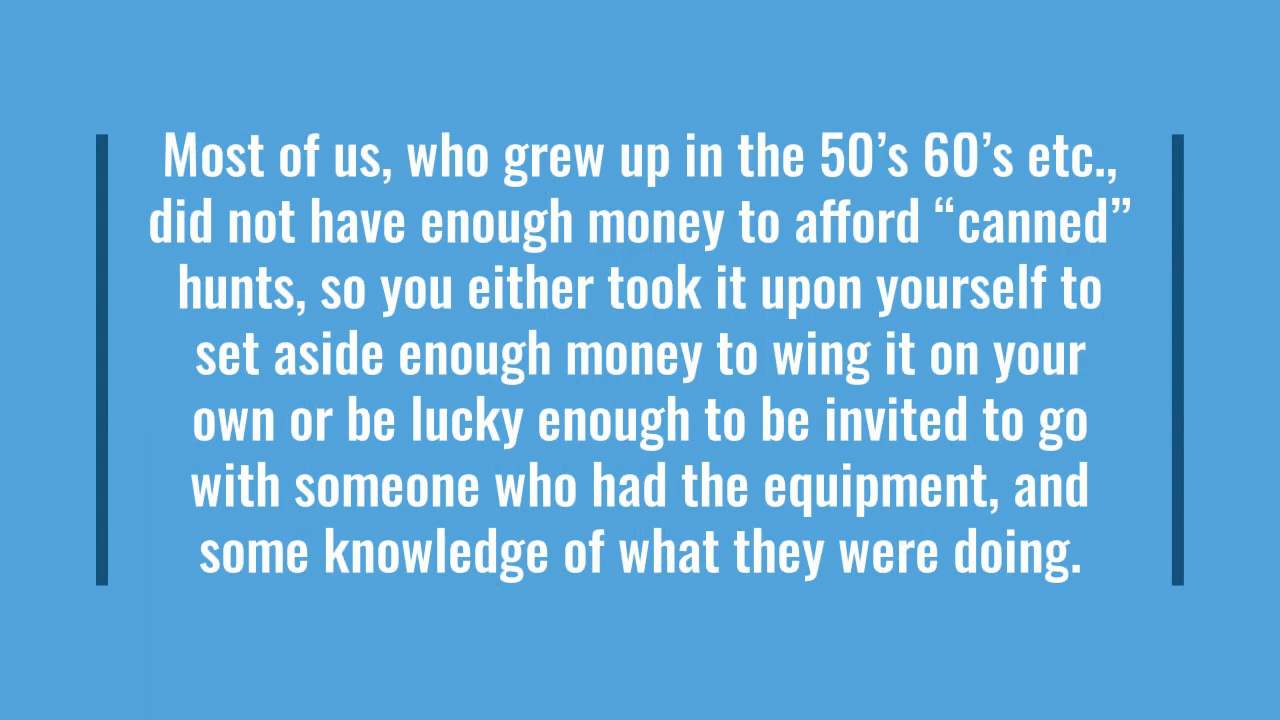 Most of us, who grew up in the 50’s 60’s etc.,
did not have enough money to afford “canned”
hunts, so you either took it upon yourself to
set aside enough money to wing it on your
own or be lucky enough to be invited to go
with someone who had the equipment, and
some knowledge of what they were doing.